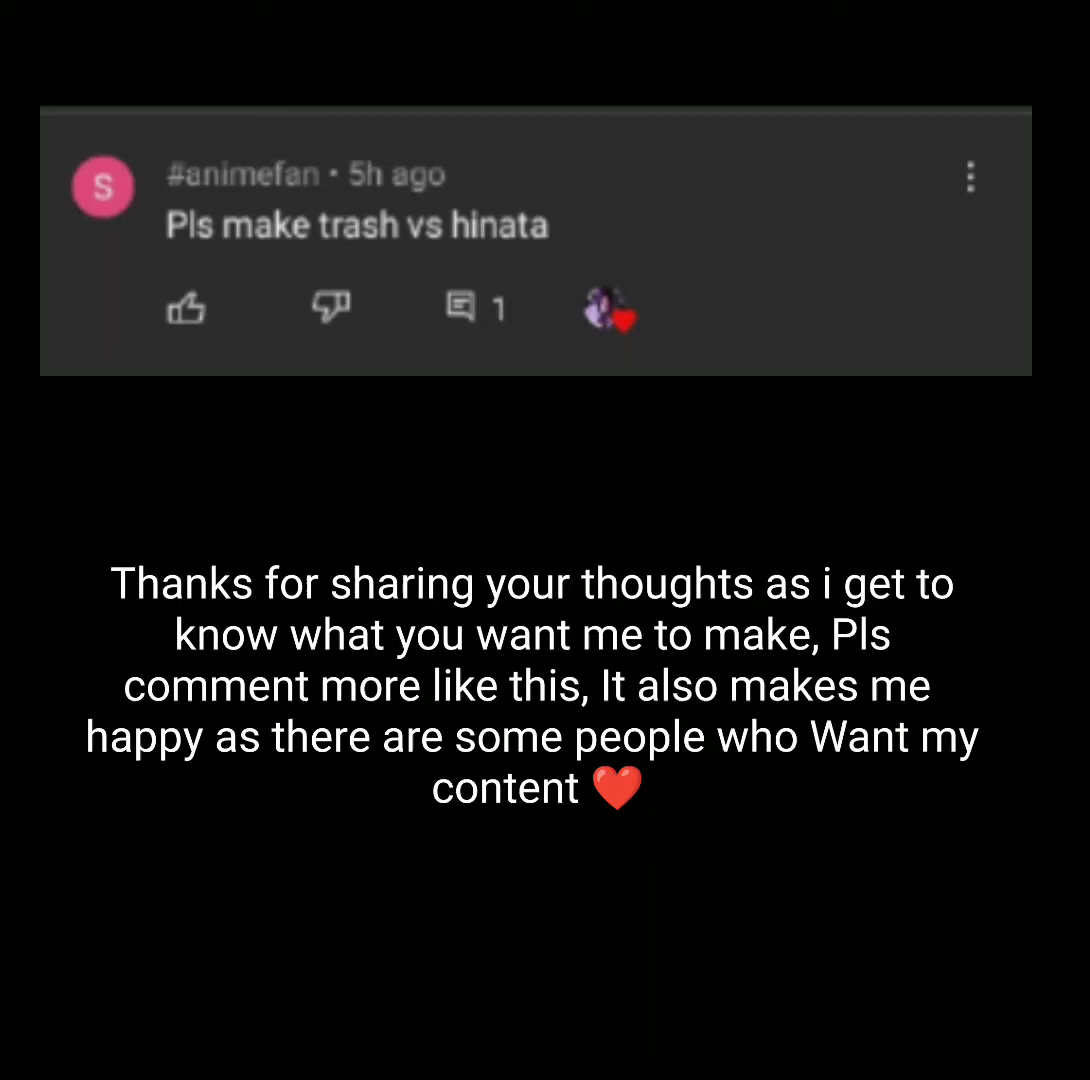 S
#animefan • 5h ago
Pls make trash vs hinata
1
Thanks for sharing your thoughts as i get to
know what you want me to make, Pls
comment more like this, It also makes me
happy as there are some people who Want my
content ❤️